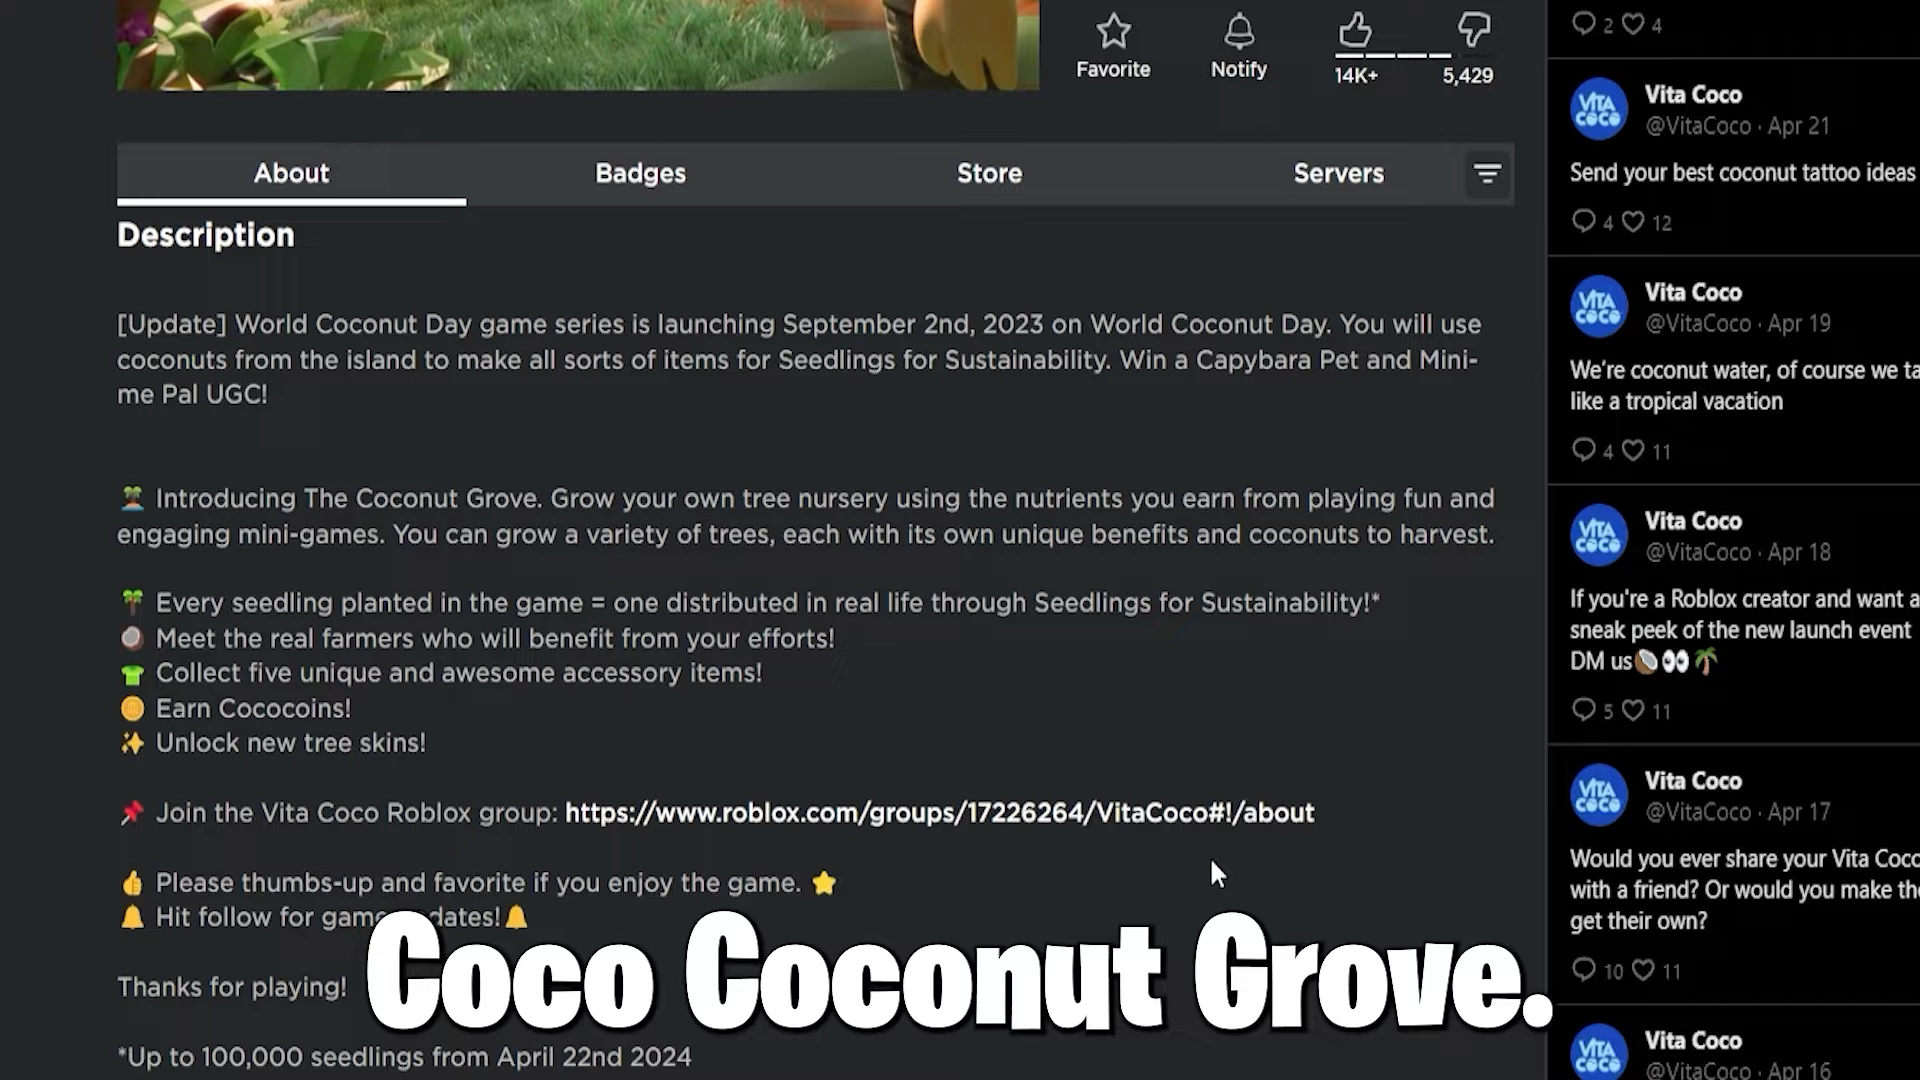 Favorite
Notify
14K+
5,429
About
Badges
Store
Servers
Description
[Update] World Coconut Day game series is launching September 2nd, 2023 on World Coconut Day. You will use
coconuts from the island to make all sorts of items for Seedlings for Sustainability. Win a Capybara Pet and Mini-
me Pal UGC!
Introducing The Coconut Grove. Grow your own tree nursery using the nutrients you earn from playing fun and
engaging mini-games. You can grow a variety of trees, each with its own unique benefits and coconuts to harvest.
Every seedling planted in the game = one distributed in real life through Seedlings for Sustainability!*
Meet the real farmers who will benefit from your efforts!
Collect five unique and awesome accessory items!
Earn Cococoins!
Unlock new tree skins!
Join the Vita Coco Roblox group: https://www.roblox.com/groups/17226264/VitaCoco#!/about
Please thumbs-up and favorite if you enjoy the game.
Hit follow for game dates!
Thanks for playing!
*Up to 100,000 seedlings from April 22nd 2024
Coco Coconut Grove.
2 4
VITA
COCO
Vita Coco
@VitaCoco · Apr 21
Send your best coconut tattoo ideas
4 12
VITA
COCO
Vita Coco
@VitaCoco · Apr 19
We're coconut water, of course we ta
like a tropical vacation
4 11
VITA
COCO
Vita Coco
@VitaCoco · Apr 18
If you're a Roblox creator and want a
sneak peek of the new launch event
DM us
5 11
VITA
COCO
Vita Coco
@VitaCoco · Apr 17
Would you ever share your Vita Coco
with a friend? Or would you make the
get their own?
10 11
VITA
COCO
Vita Coco
@VitaCoco · Apr 16